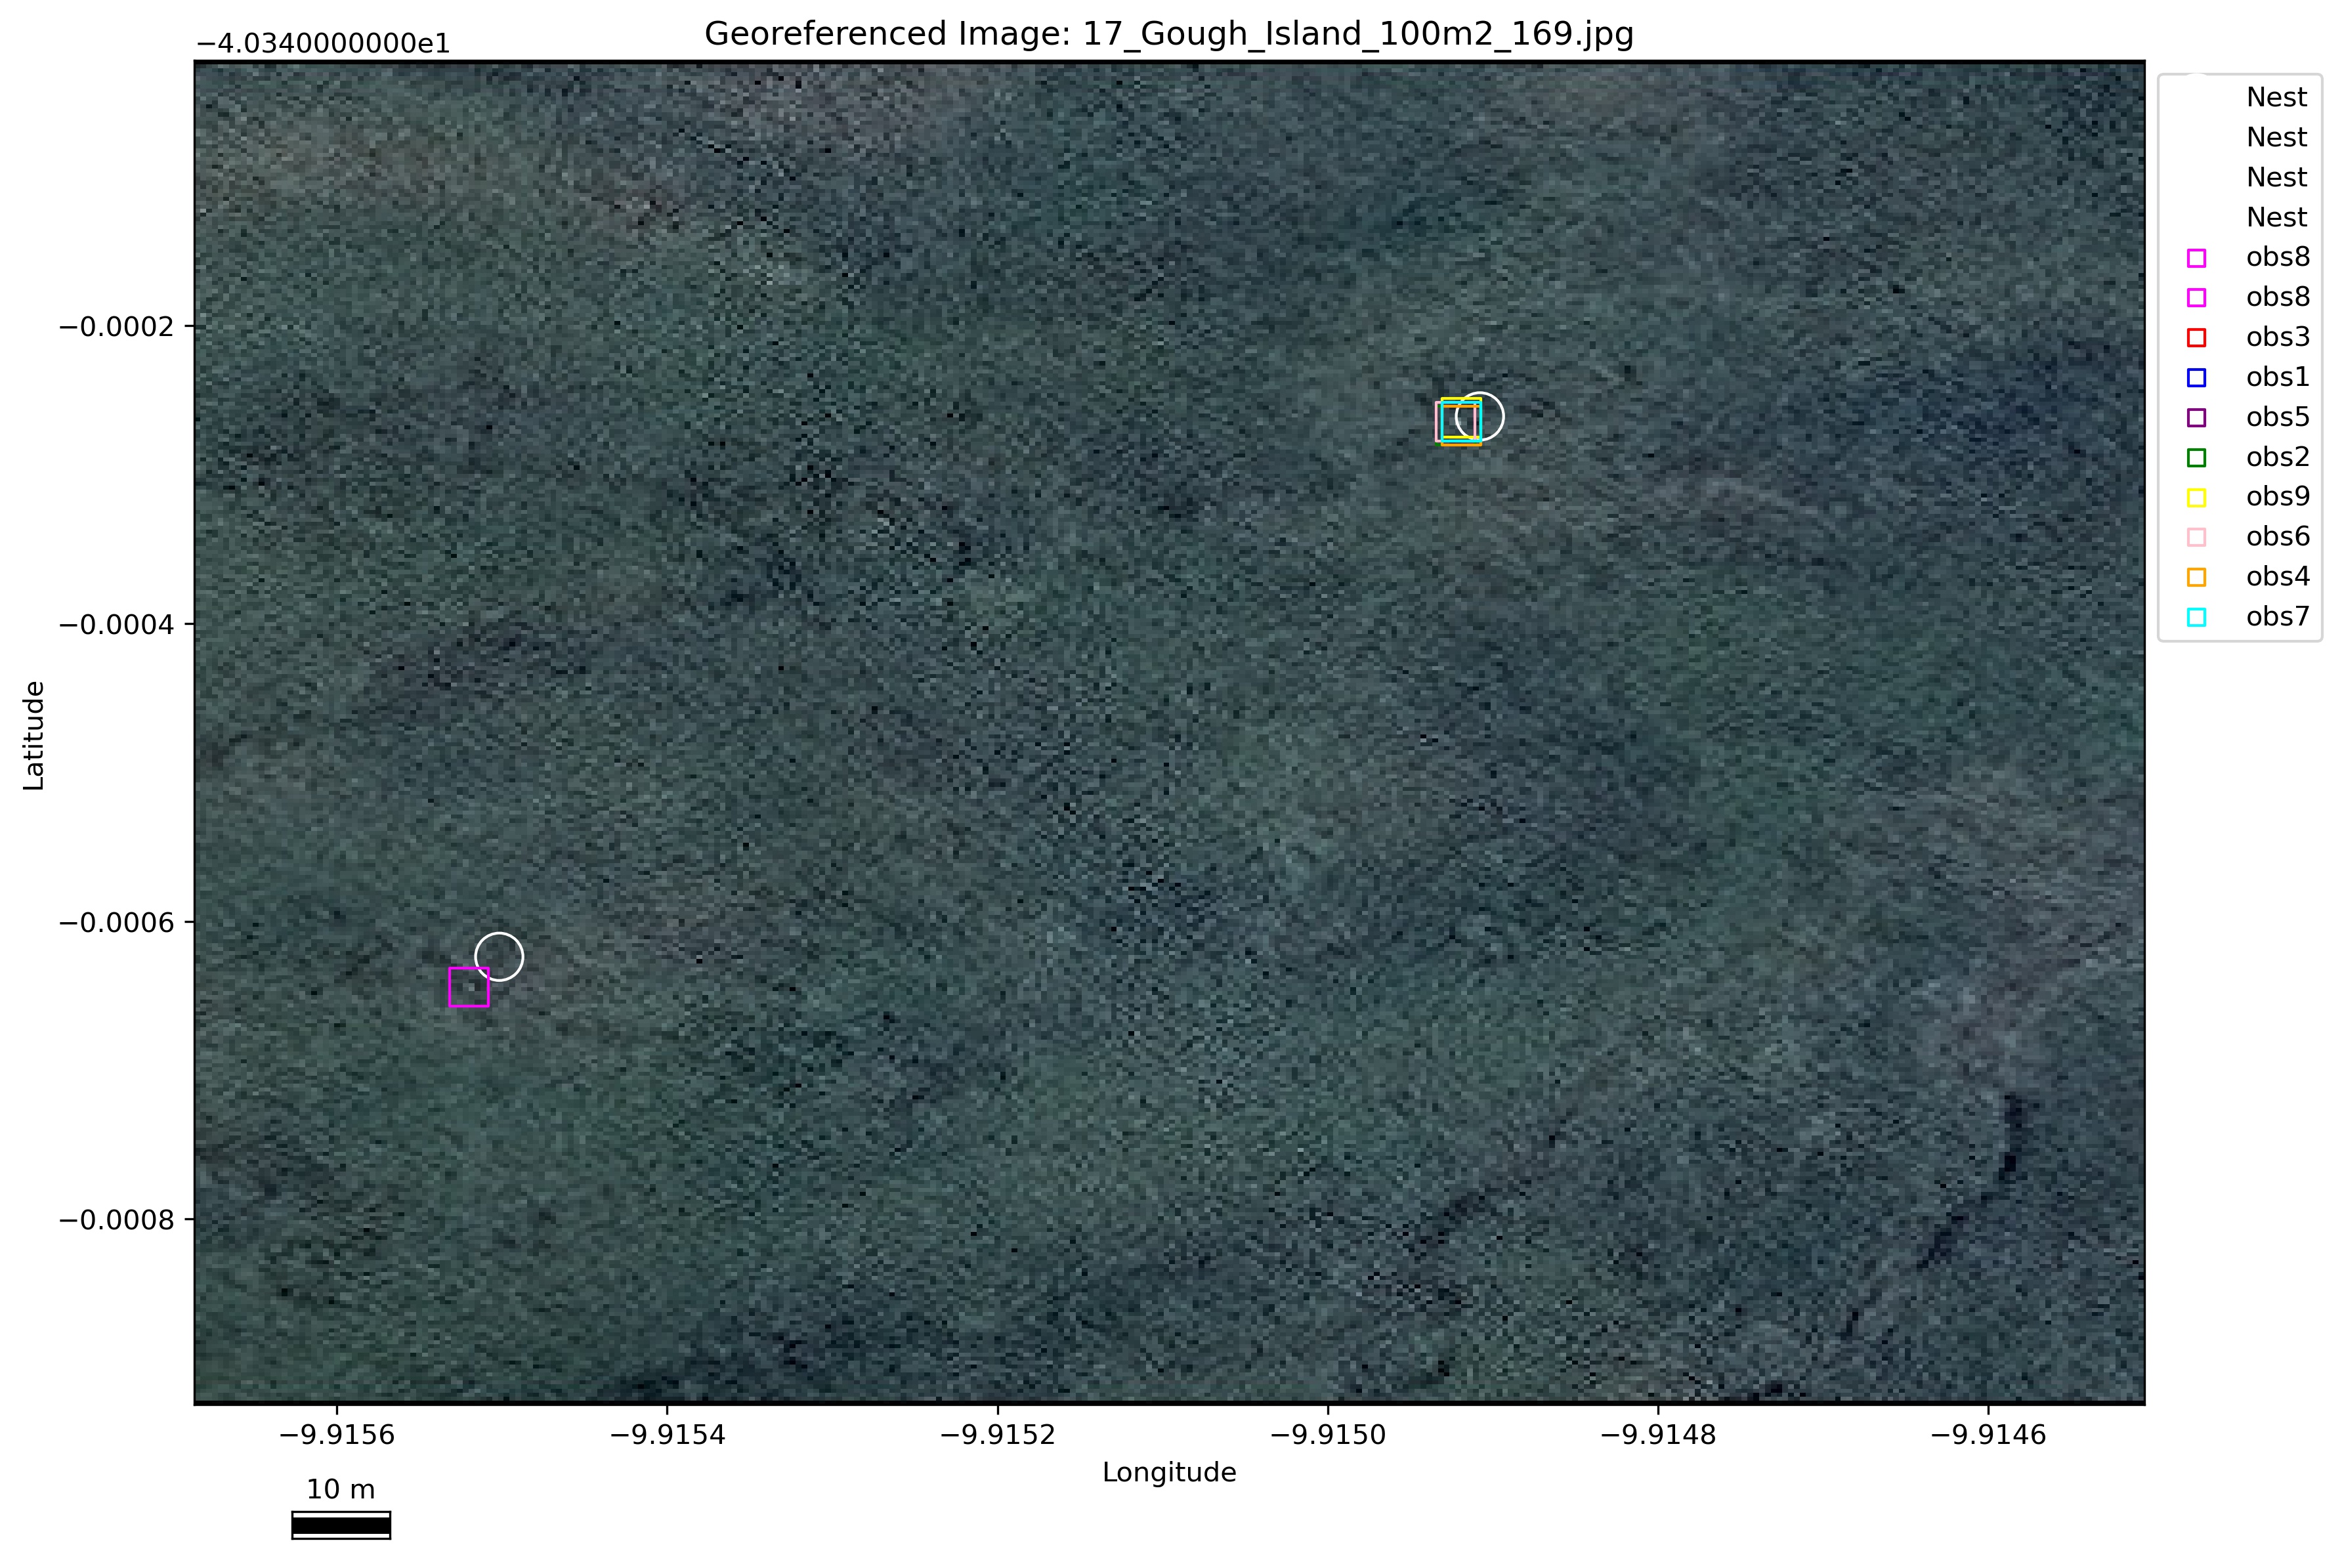 Georeferenced Image: 17_Gough_Island_100m2_169.jpg
−4.0340000000e1
Nest
Nest
Nest
Nest
obs8
obs8
obs3
obs1
obs5
obs2
obs9
obs6
obs4
obs7
−0.0002
−0.0004
−0.0006
−0.0008
Latitude
−9.9156
−9.9154
−9.9152
−9.9150
−9.9148
−9.9146
Longitude
10 m